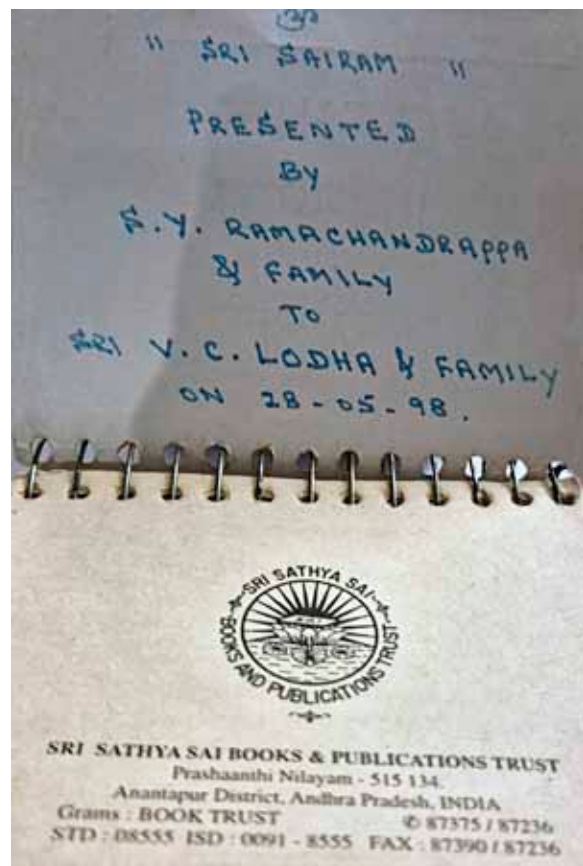 ॐ
" SRI SAIRAM "
PRESENTED
By
S.Y. RAMACHANDRAPPA
& FAMILY
TO
SRI V. C. LODHA & FAMILY
ON 28-05-98.
SRI SATHYA SAI
BOOKS AND PUBLICATIONS TRUST
SRI SATHYA SAI BOOKS & PUBLICATIONS TRUST
Prashaanthi Nilayam - 515 134.
Anantapur District, Andhra Pradesh, INDIA
Grams : BOOK TRUST ✆ 87375 / 87236
STD : 08555 ISD : 0091 - 8555 FAX : 87390 / 87236